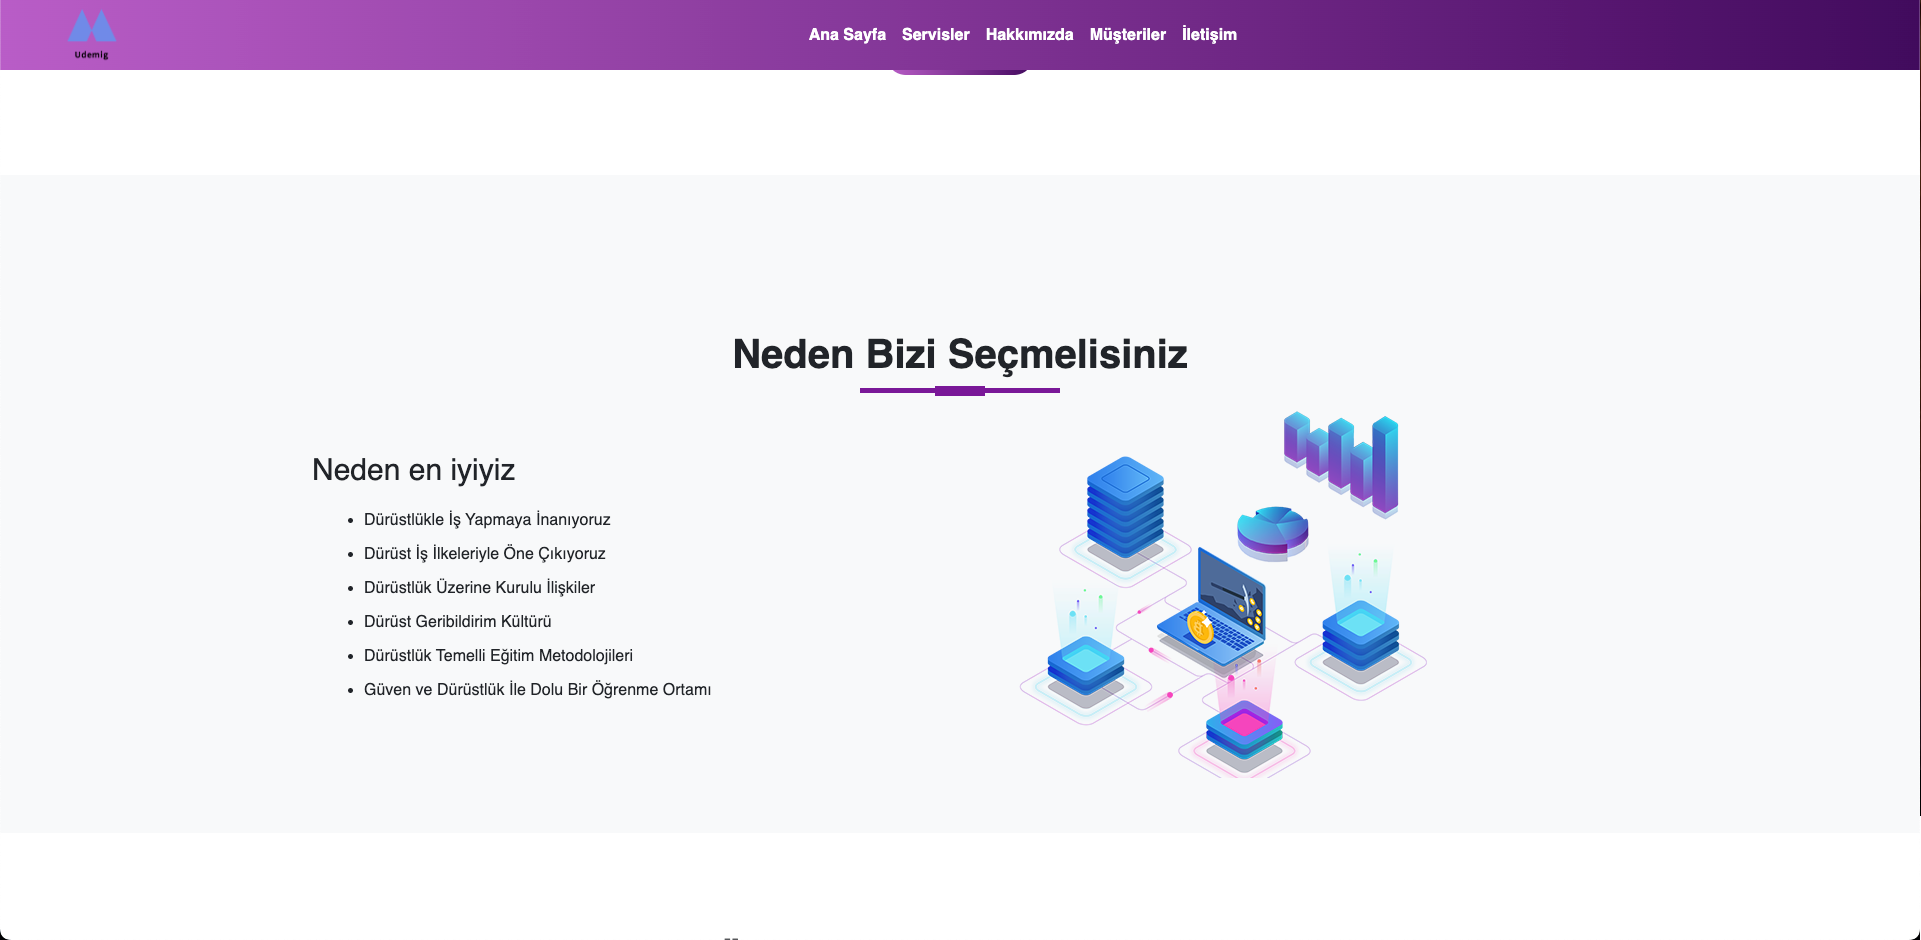 Udemig
Ana Sayfa Servisler Hakkımızda Müşteriler İletişim
Neden Bizi Seçmelisiniz
Neden en iyiyiz
Dürüstlükle İş Yapmaya İnanıyoruz
Dürüst İş İlkeleriyle Öne Çıkıyoruz
Dürüstlük Üzerine Kurulu İlişkiler
Dürüst Geribildirim Kültürü
Dürüstlük Temelli Eğitim Metodolojileri
Güven ve Dürüstlük İle Dolu Bir Öğrenme Ortamı